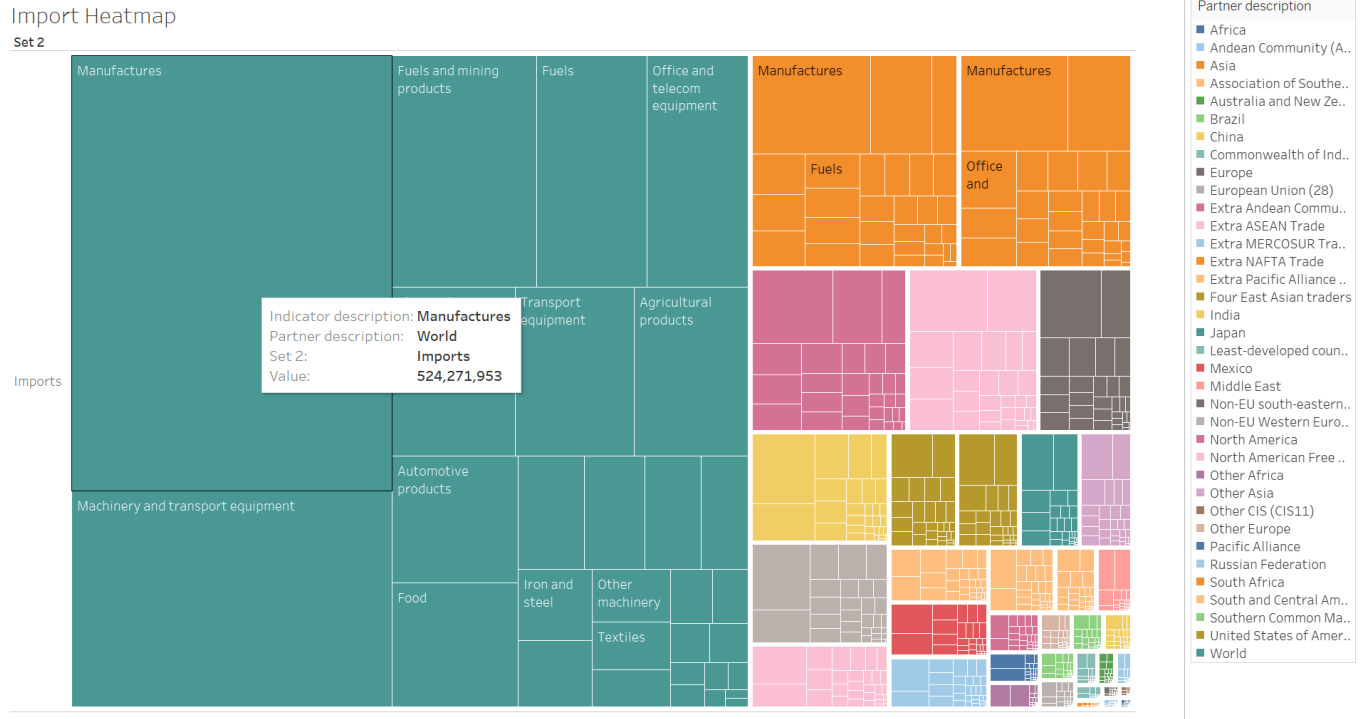 Import Heatmap
Set 2
Imports
Manufactures
Fuels and mining
products
Fuels
Office and
telecom
equipment
Transport
equipment
Agricultural
products
Indicator description: Manufactures
Partner description: World
Set 2: Imports
Value: 524,271,953
Machinery and transport equipment
Automotive
products
Food
Iron and
steel
Other
machinery
Textiles
Manufactures
Fuels
Manufactures
Office
and
Partner description
Africa
Andean Community (A..
Asia
Association of Southe..
Australia and New Ze..
Brazil
China
Commonwealth of Ind..
Europe
European Union (28)
Extra Andean Commu..
Extra ASEAN Trade
Extra MERCOSUR Tra..
Extra NAFTA Trade
Extra Pacific Alliance ..
Four East Asian traders
India
Japan
Least-developed coun..
Mexico
Middle East
Non-EU south-eastern..
Non-EU Western Euro..
North America
North American Free ..
Other Africa
Other Asia
Other CIS (CIS11)
Other Europe
Pacific Alliance
Russian Federation
South Africa
South and Central Am..
Southern Common Ma..
United States of Amer..
World